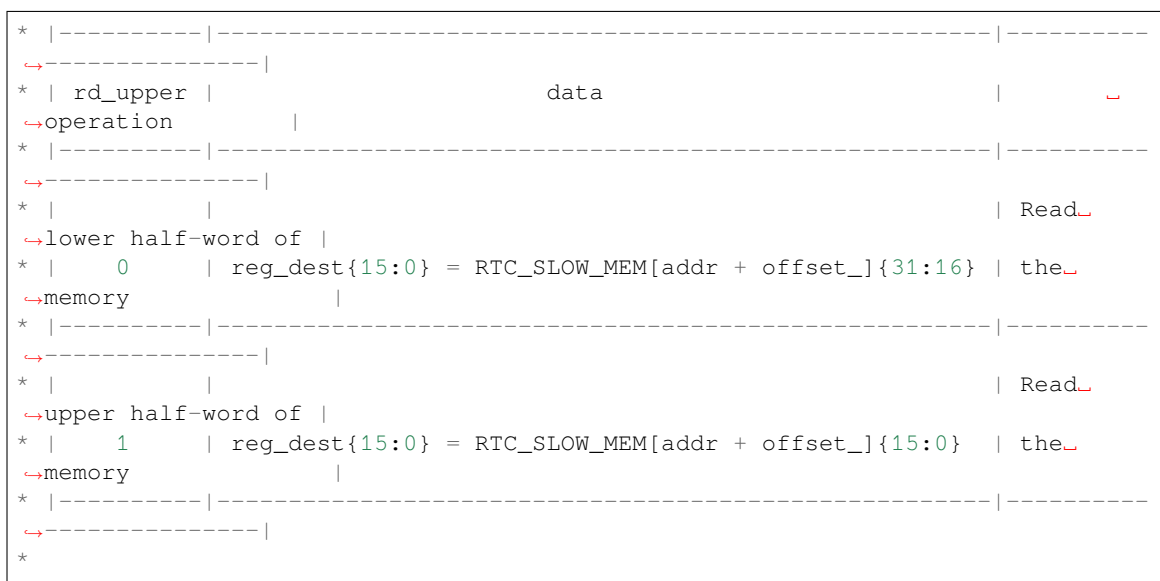 * |----------|-----------------------------------------------------|----------
↪---------------|
* | rd_upper |                       data                          |       ␣
↪operation        |
* |----------|-----------------------------------------------------|----------
↪---------------|
* |          |                                                     | Read␣
↪lower half-word of |
* |    0     | reg_dest{15:0} = RTC_SLOW_MEM[addr + offset_]{31:16} | the␣
↪memory              |
* |----------|-----------------------------------------------------|----------
↪---------------|
* |          |                                                     | Read␣
↪upper half-word of |
* |    1     | reg_dest{15:0} = RTC_SLOW_MEM[addr + offset_]{15:0}  | the␣
↪memory              |
* |----------|-----------------------------------------------------|----------
↪---------------|
*